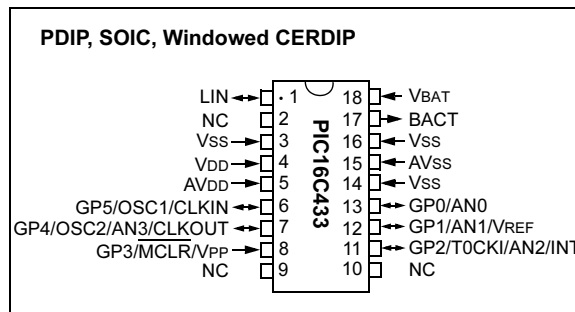 PDIP, SOIC, Windowed CERDIP
LIN 1 18 VBAT
NC 2 17 BACT
VSS 3 16 VSS
VDD 4 15 AVSS
AVDD 5 14 VSS
GP5/OSC1/CLKIN 6 13 GP0/AN0
GP4/OSC2/AN3/CLKOUT 7 12 GP1/AN1/VREF
GP3/MCLR/VPP 8 11 GP2/T0CKI/AN2/INT
NC 9 10 NC
PIC16C433